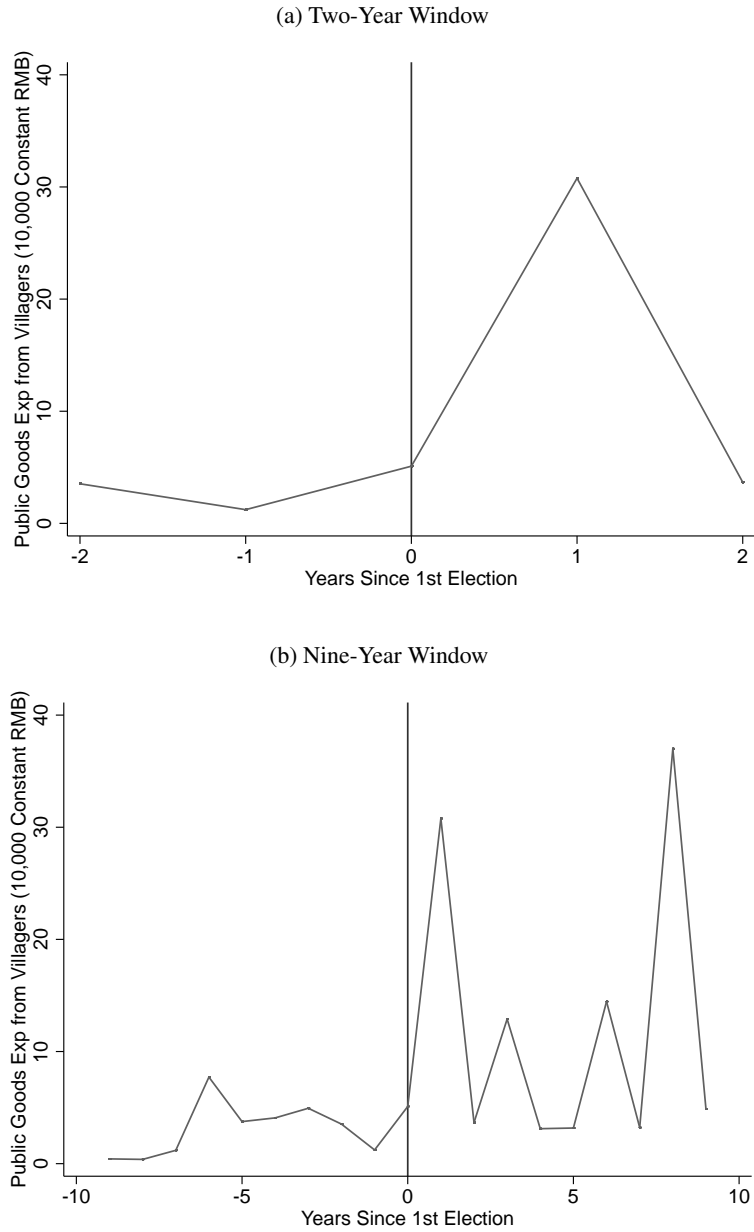 (a) Two-Year Window
Public Goods Exp from Villagers (10,000 Constant RMB)
40
30
20
10
0
-2 -1 0 1 2
Years Since 1st Election
(b) Nine-Year Window
Public Goods Exp from Villagers (10,000 Constant RMB)
40
30
20
10
0
-10 -5 0 5 10
Years Since 1st Election